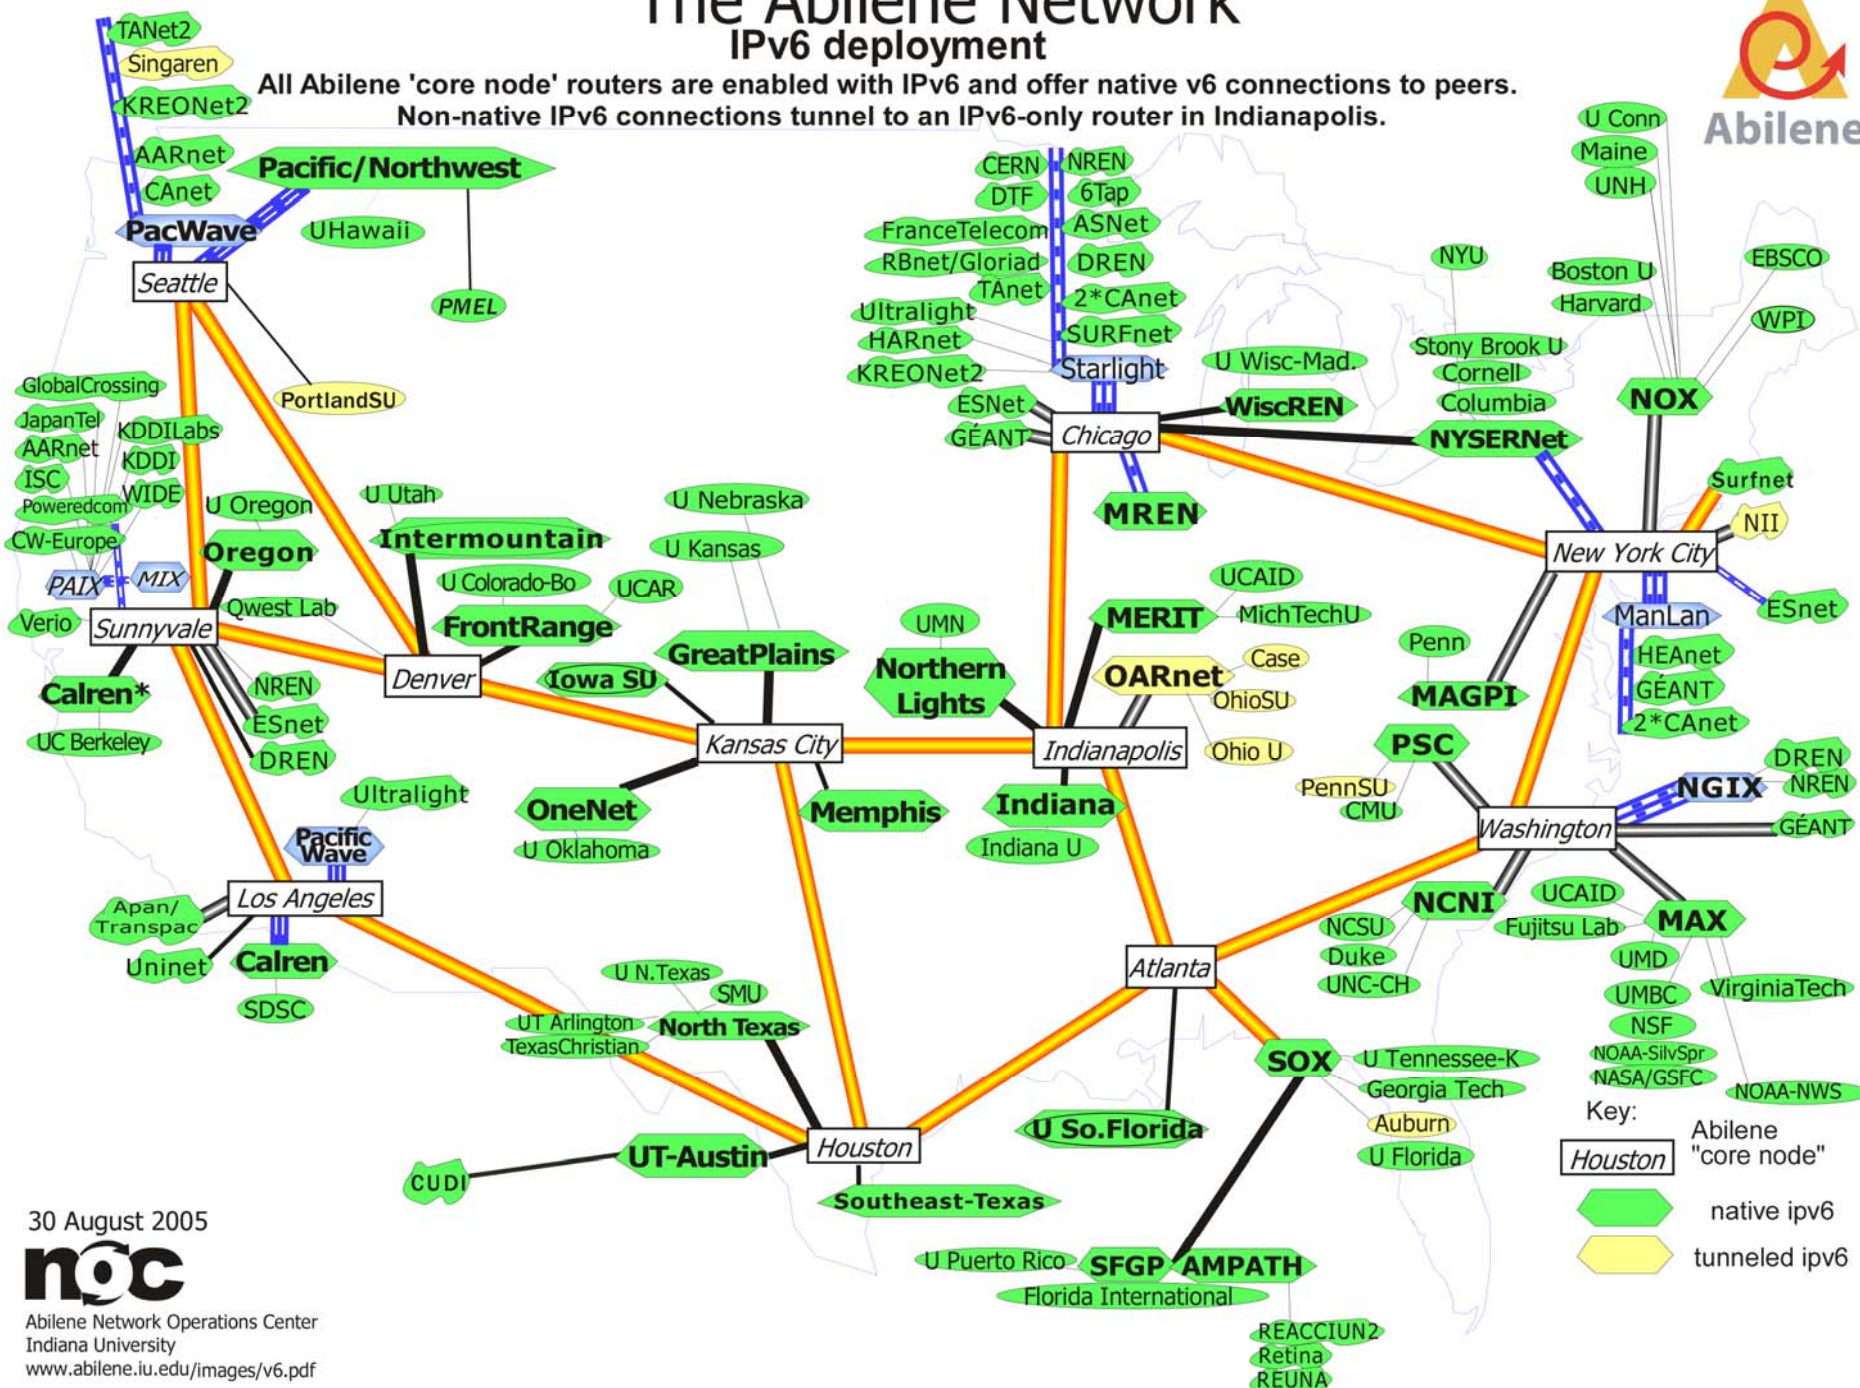 The Abilene Network
IPv6 deployment
All Abilene 'core node' routers are enabled with IPv6 and offer native v6 connections to peers.
Non-native IPv6 connections tunnel to an IPv6-only router in Indianapolis.
Abilene
TANet2
Singaren
KREONet2
AARnet
CAnet
Pacific/Northwest
PacWave
UHawaii
Seattle
PMEL
PortlandSU
GlobalCrossing
JapanTel
KDDILabs
AARnet
KDDI
ISC
WIDE
Poweredcom
CW-Europe
PAIX
MIX
U Oregon
Oregon
Verio
Sunnyvale
Qwest Lab
Calren*
UC Berkeley
NREN
ESnet
DREN
U Utah
Intermountain
U Colorado-Bo
UCAR
FrontRange
Denver
U Nebraska
U Kansas
GreatPlains
Iowa SU
Kansas City
OneNet
U Oklahoma
Memphis
Ultralight
Pacific
Wave
Los Angeles
Apan/
Transpac
Uninet
Calren
SDSC
CERN
NREN
DTF
6Tap
FranceTelecom
ASNet
RBnet/Gloriad
DREN
TAnet
2*CAnet
Ultralight
SURFnet
HARnet
KREONet2
Starlight
ESNet
GÉANT
Chicago
U Wisc-Mad.
WiscREN
MREN
NYU
Stony Brook U
Cornell
Columbia
NYSERNet
U Conn
Maine
UNH
Boston U
Harvard
EBSCO
WPI
NOX
Surfnet
NII
New York City
ManLan
ESnet
HEAnet
GÉANT
2*CAnet
Penn
MAGPI
UMN
Northern
Lights
MERIT
UCAID
MichTechU
OARnet
Case
OhioSU
Ohio U
Indianapolis
Indiana
Indiana U
PSC
PennSU
CMU
Washington
NGIX
DREN
NREN
GÉANT
NCNI
NCSU
Duke
UNC-CH
UCAID
Fujitsu Lab
MAX
UMD
UMBC
NSF
NOAA-SilvSpr
NASA/GSFC
VirginiaTech
NOAA-NWS
Atlanta
SOX
U Tennessee-K
Georgia Tech
Auburn
U Florida
U So.Florida
U N.Texas
SMU
UT Arlington
TexasChristian
North Texas
Houston
UT-Austin
CUDI
Southeast-Texas
U Puerto Rico
SFGP
AMPATH
Florida International
REACCIUN2
Retina
REUNA
Key:
Houston
Abilene
"core node"
native ipv6
tunneled ipv6
30 August 2005
noc
Abilene Network Operations Center
Indiana University
www.abilene.iu.edu/images/v6.pdf